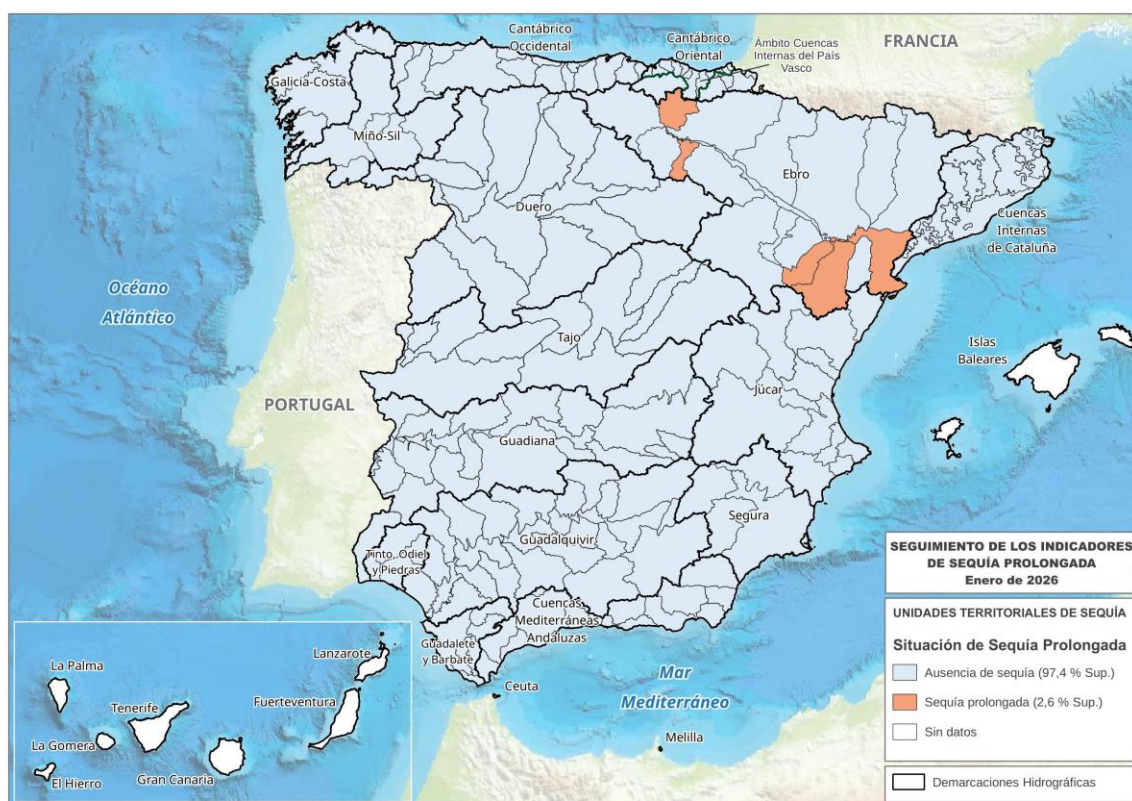 Cantábrico
Occidental
Cantábrico
Oriental
Ámbito Cuencas
Internas del País
Vasco
FRANCIA
Galicia-Costa
Miño-Sil
Ebro
Duero
Cuencas
Internas
de Cataluña
Océano
Atlántico
Tajo
Islas
Baleares
Júcar
PORTUGAL
Guadiana
Segura
Guadalquivir
Tinto, Odiel
y Piedras
Cuencas
Mediterráneas
Andaluzas
Guadalete
y Barbate
Ceuta
Mar
Mediterráneo
Melilla
Lanzarote
La Palma
Fuerteventura
Tenerife
La Gomera
El Hierro
Gran Canaria
SEGUIMIENTO DE LOS INDICADORES
DE SEQUÍA PROLONGADA
Enero de 2026
UNIDADES TERRITORIALES DE SEQUÍA
Situación de Sequía Prolongada
Ausencia de sequía (97,4 % Sup.)
Sequía prolongada (2,6 % Sup.)
Sin datos
Demarcaciones Hidrográficas